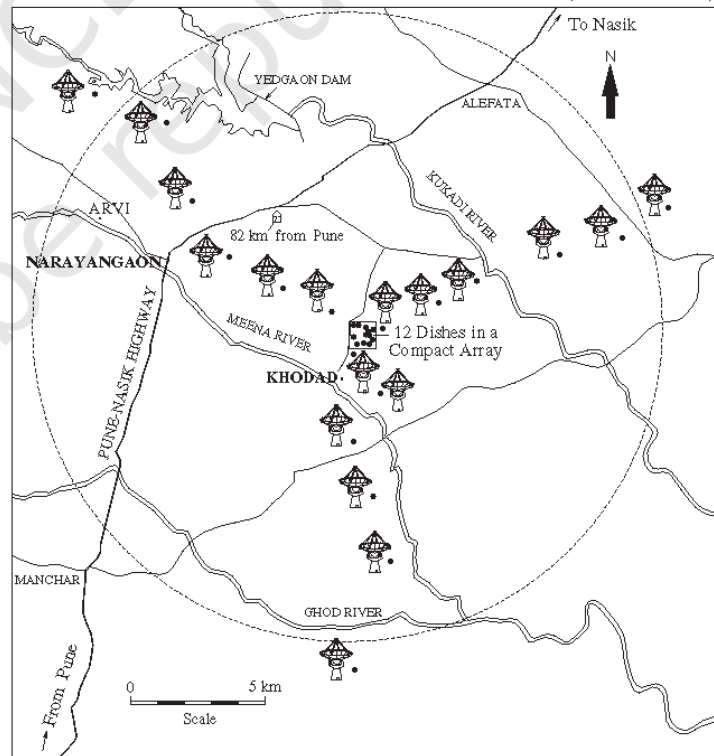 To Nasik
N
YEDGAON DAM
ALEFATA
KUKADI RIVER
ARVI
82 km from Pune
NARAYANGAON
MEENA RIVER
12 Dishes in a
Compact Array
KHODAD
PUNE-NASIK HIGHWAY
MANCHAR
GHOD RIVER
From Pune
0 5 km
Scale